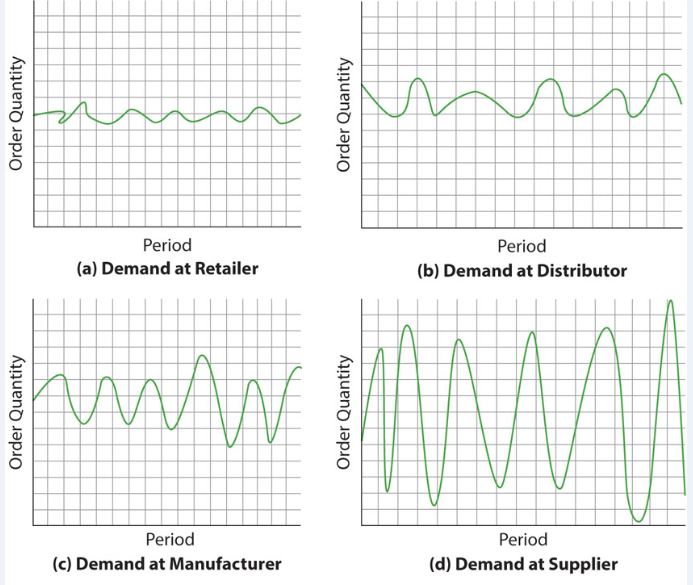 Order Quantity
Period
(a) Demand at Retailer
Order Quantity
Period
(b) Demand at Distributor
Order Quantity
Period
(c) Demand at Manufacturer
Order Quantity
Period
(d) Demand at Supplier